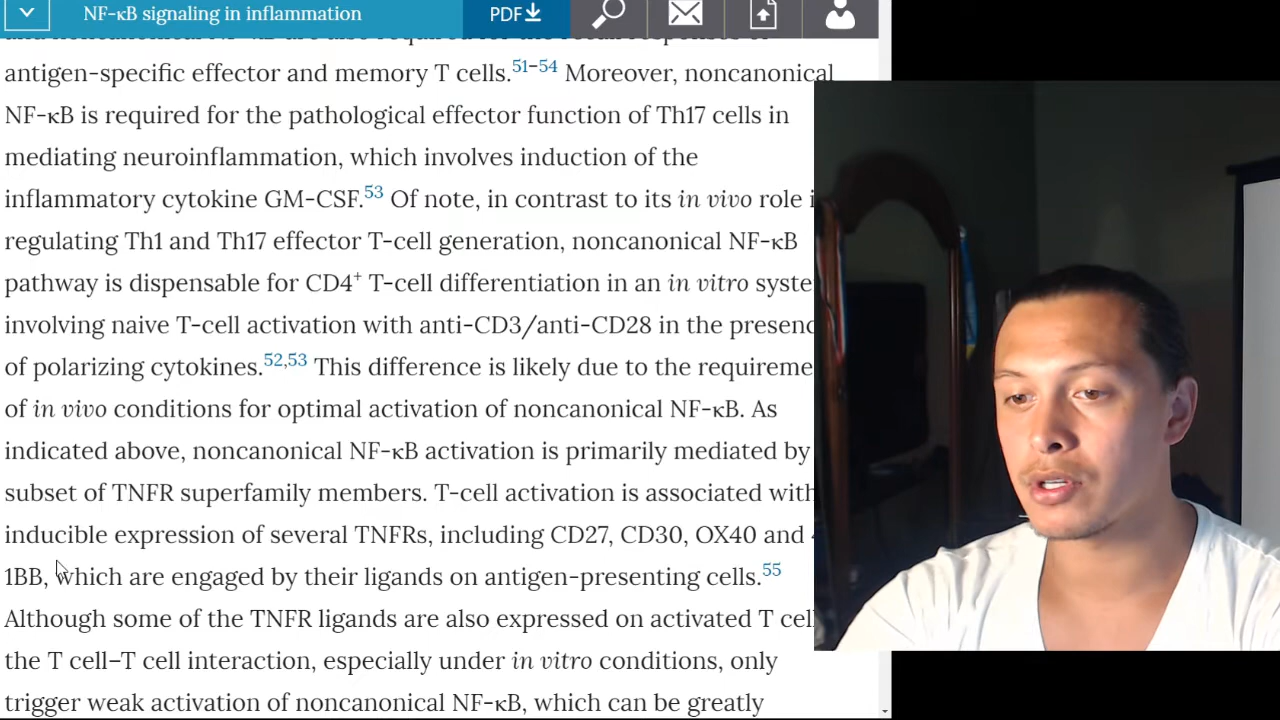 NF-κB signaling in inflammation
PDF
antigen-specific effector and memory T cells.51–54 Moreover, noncanonical
NF-κB is required for the pathological effector function of Th17 cells in
mediating neuroinflammation, which involves induction of the
inflammatory cytokine GM-CSF.53 Of note, in contrast to its in vivo role
regulating Th1 and Th17 effector T-cell generation, noncanonical NF-κB
pathway is dispensable for CD4+ T-cell differentiation in an in vitro
involving naive T-cell activation with anti-CD3/anti-CD28 in the
of polarizing cytokines.52,53 This difference is likely due to the
of in vivo conditions for optimal activation of noncanonical NF-κB. As
indicated above, noncanonical NF-κB activation is primarily mediated by
subset of TNFR superfamily members. T-cell activation is associated with
inducible expression of several TNFRs, including CD27, CD30, OX40 and
1BB, which are engaged by their ligands on antigen-presenting cells.55
Although some of the TNFR ligands are also expressed on activated T
the T cell–T cell interaction, especially under in vitro conditions, only
trigger weak activation of noncanonical NF-κB, which can be greatly